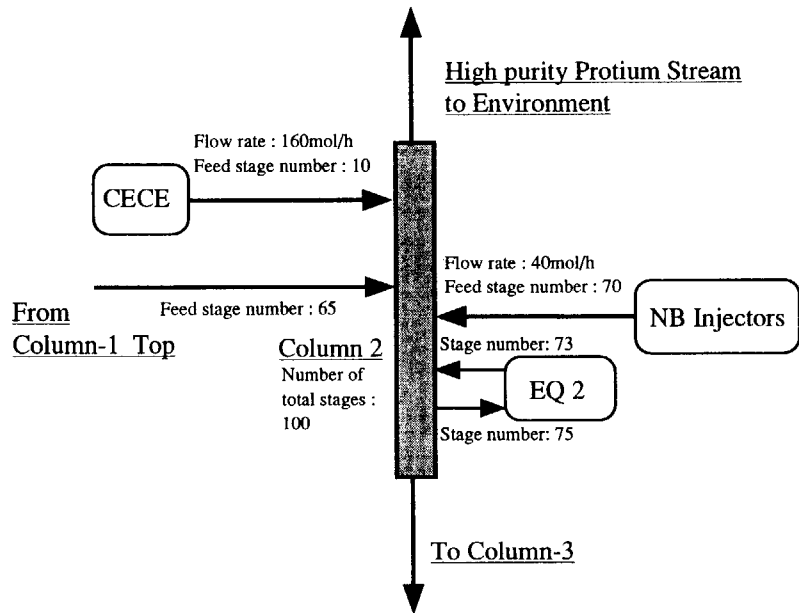 High purity Protium Stream
to Environment
Flow rate : 160mol/h
Feed stage number : 10
CECE
Flow rate : 40mol/h
Feed stage number : 70
Feed stage number : 65
NB Injectors
From
Column-1 Top
Stage number: 73
Column 2
Number of
total stages :
100
EQ 2
Stage number: 75
To Column-3